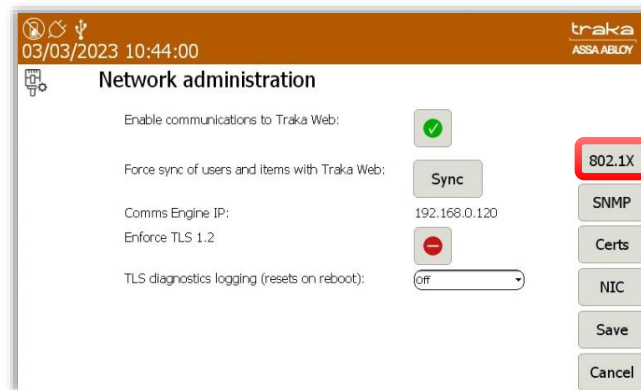 traka
03/03/2023 10:44:00
ASSA ABLOY
Network administration
Enable communications to Traka Web:
Force sync of users and items with Traka Web:
Sync
Comms Engine IP:
192.168.0.120
Enforce TLS 1.2
TLS diagnostics logging (resets on reboot):
Off
802.1X
SNMP
Certs
NIC
Save
Cancel